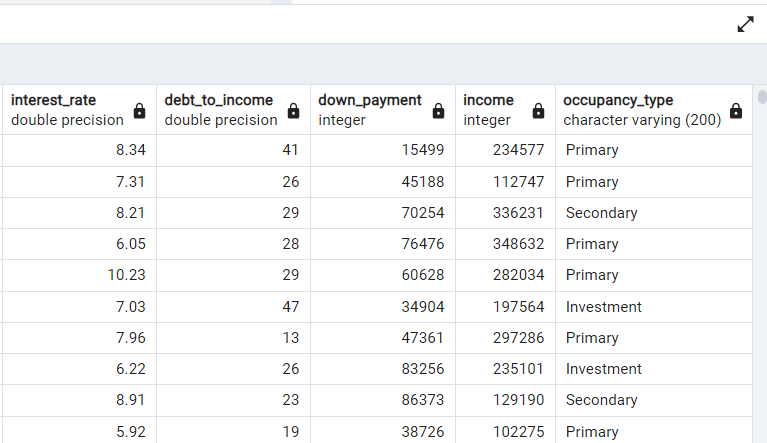 interest_rate debt_to_income down_payment income occupancy_type
double precision double precision integer integer character varying (200)
8.34 41 15499 234577 Primary
7.31 26 45188 112747 Primary
8.21 29 70254 336231 Secondary
6.05 28 76476 348632 Primary
10.23 29 60628 282034 Primary
7.03 47 34904 197564 Investment
7.96 13 47361 297286 Primary
6.22 26 83256 235101 Investment
8.91 23 86373 129190 Secondary
5.92 19 38726 102275 Primary